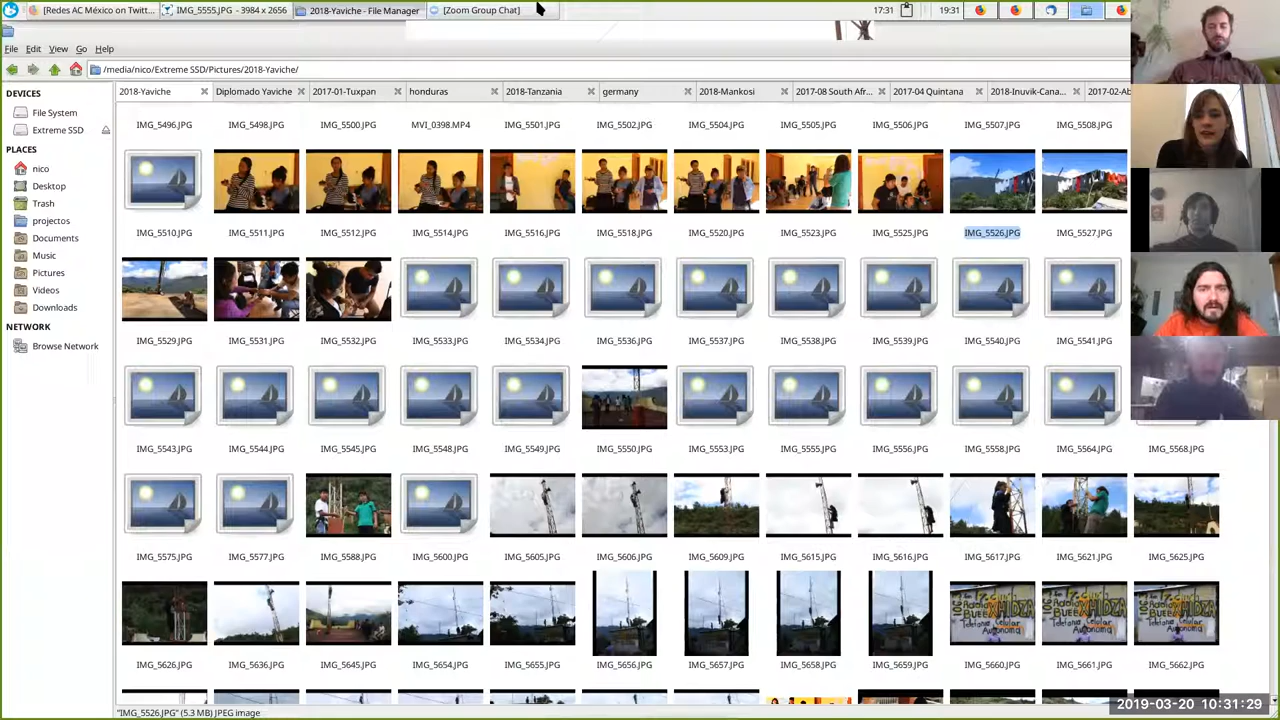 [Redes AC México on Twitt... IMG_5555.JPG - 3984 x 2656 2018-Yaviche - File Manager [Zoom Group Chat] 17:31 19:31
File Edit View Go Help
/media/nico/Extreme SSD/Pictures/2018-Yaviche/
DEVICES
File System
Extreme SSD
PLACES
nico
Desktop
Trash
projectos
Documents
Music
Pictures
Videos
Downloads
NETWORK
Browse Network
2018-Yaviche Diplomado Yaviche 2017-01-Tuxpan honduras 2018-Tanzania germany 2018-Mankosi 2017-08 South Afr... 2017-04 Quintana 2018-Inuvik-Cana... 2017-02-Ab
IMG_5496.JPG IMG_5498.JPG IMG_5500.JPG MVI_0398.MP4 IMG_5501.JPG IMG_5502.JPG IMG_5504.JPG IMG_5505.JPG IMG_5506.JPG IMG_5507.JPG IMG_5508.JPG
IMG_5510.JPG IMG_5511.JPG IMG_5512.JPG IMG_5514.JPG IMG_5516.JPG IMG_5518.JPG IMG_5520.JPG IMG_5523.JPG IMG_5525.JPG IMG_5526.JPG IMG_5527.JPG
IMG_5529.JPG IMG_5531.JPG IMG_5532.JPG IMG_5533.JPG IMG_5534.JPG IMG_5536.JPG IMG_5537.JPG IMG_5538.JPG IMG_5539.JPG IMG_5540.JPG IMG_5541.JPG
IMG_5543.JPG IMG_5544.JPG IMG_5545.JPG IMG_5548.JPG IMG_5549.JPG IMG_5550.JPG IMG_5553.JPG IMG_5555.JPG IMG_5556.JPG IMG_5558.JPG IMG_5564.JPG IMG_5568.JPG
IMG_5575.JPG IMG_5577.JPG IMG_5588.JPG IMG_5600.JPG IMG_5605.JPG IMG_5606.JPG IMG_5609.JPG IMG_5615.JPG IMG_5616.JPG IMG_5617.JPG IMG_5621.JPG IMG_5625.JPG
IMG_5626.JPG IMG_5636.JPG IMG_5645.JPG IMG_5654.JPG IMG_5655.JPG IMG_5656.JPG IMG_5657.JPG IMG_5658.JPG IMG_5659.JPG IMG_5660.JPG IMG_5661.JPG IMG_5662.JPG
"IMG_5526.JPG" (5.3 MB) JPEG image
2019-03-20 10:31:29